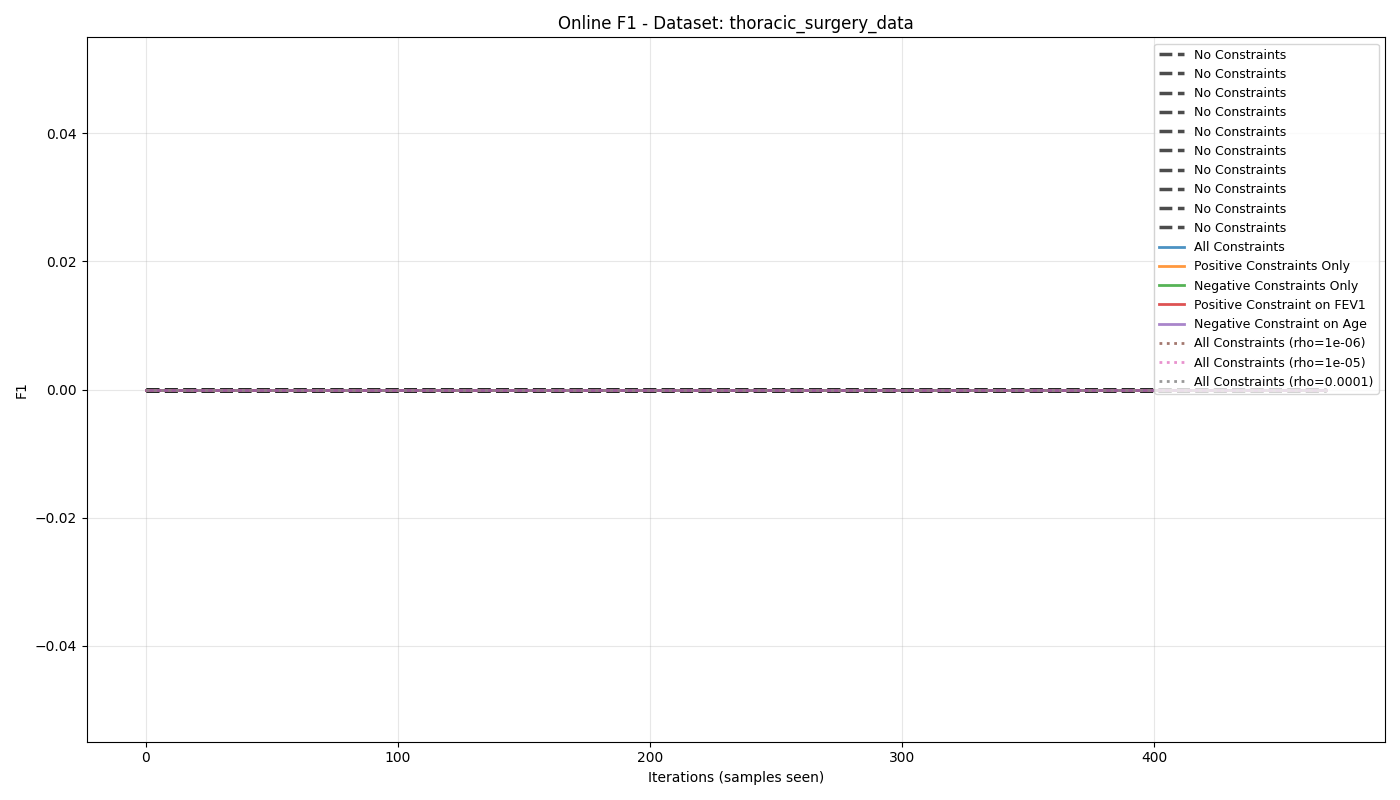 Online F1 - Dataset: thoracic_surgery_data
No Constraints
No Constraints
No Constraints
No Constraints
No Constraints
No Constraints
No Constraints
No Constraints
No Constraints
No Constraints
All Constraints
Positive Constraints Only
Negative Constraints Only
Positive Constraint on FEV1
Negative Constraint on Age
All Constraints (rho=1e-06)
All Constraints (rho=1e-05)
All Constraints (rho=0.0001)
0.04
0.02
0.00
−0.02
−0.04
F1
0
100
200
300
400
Iterations (samples seen)